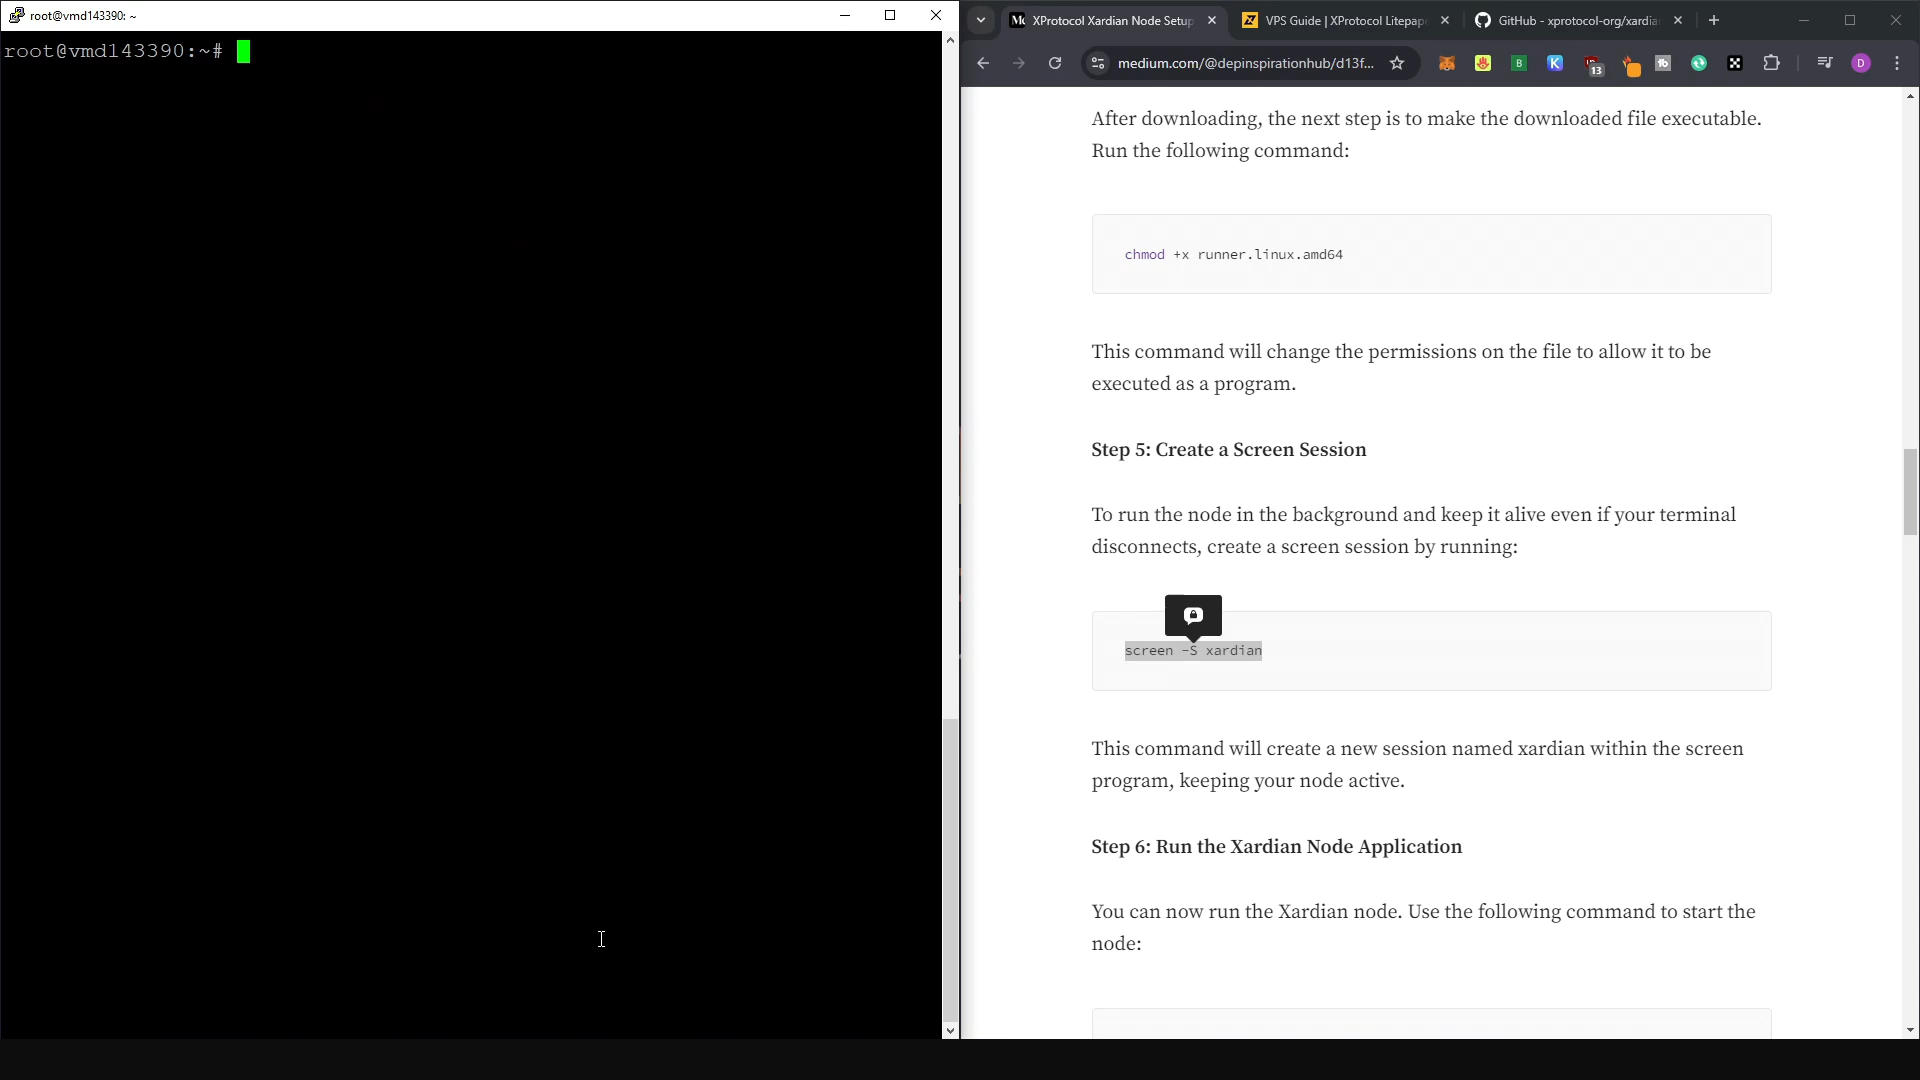 root@vmd143390: ~
root@vmd143390:~#
XProtocol Xardian Node Setup
VPS Guide | XProtocol Litepape
GitHub - xprotocol-org/xardia
medium.com/@depinspirationhub/d13f...
13
D
After downloading, the next step is to make the downloaded file executable.
Run the following command:
chmod +x runner.linux.amd64
This command will change the permissions on the file to allow it to be
executed as a program.
Step 5: Create a Screen Session
To run the node in the background and keep it alive even if your terminal
disconnects, create a screen session by running:
screen -S xardian
This command will create a new session named xardian within the screen
program, keeping your node active.
Step 6: Run the Xardian Node Application
You can now run the Xardian node. Use the following command to start the
node: